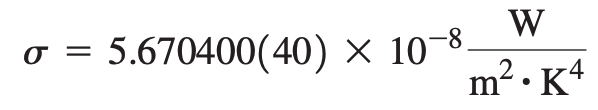 σ = 5.670400(40) × 10⁻⁸ W / m² · K⁴